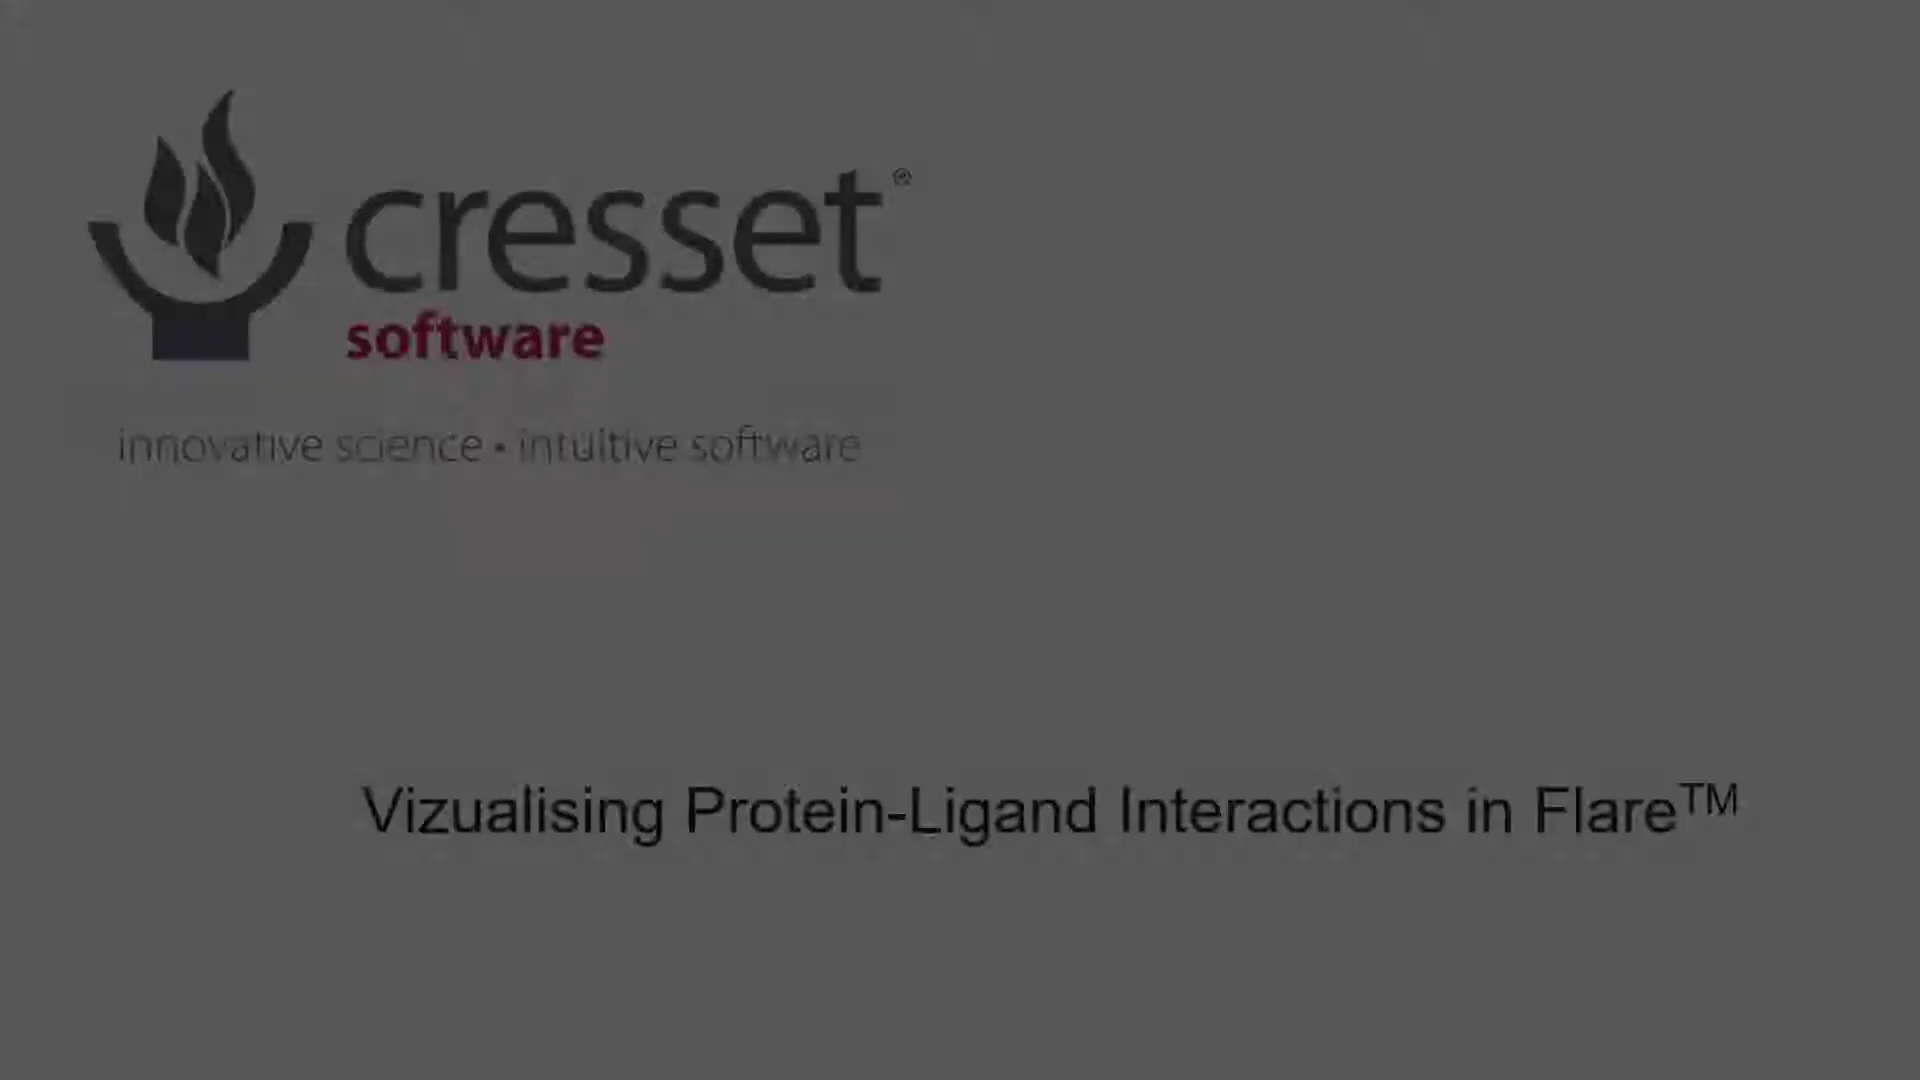 cresset®
software
innovative science • intuitive software
Vizualising Protein-Ligand Interactions in Flare™